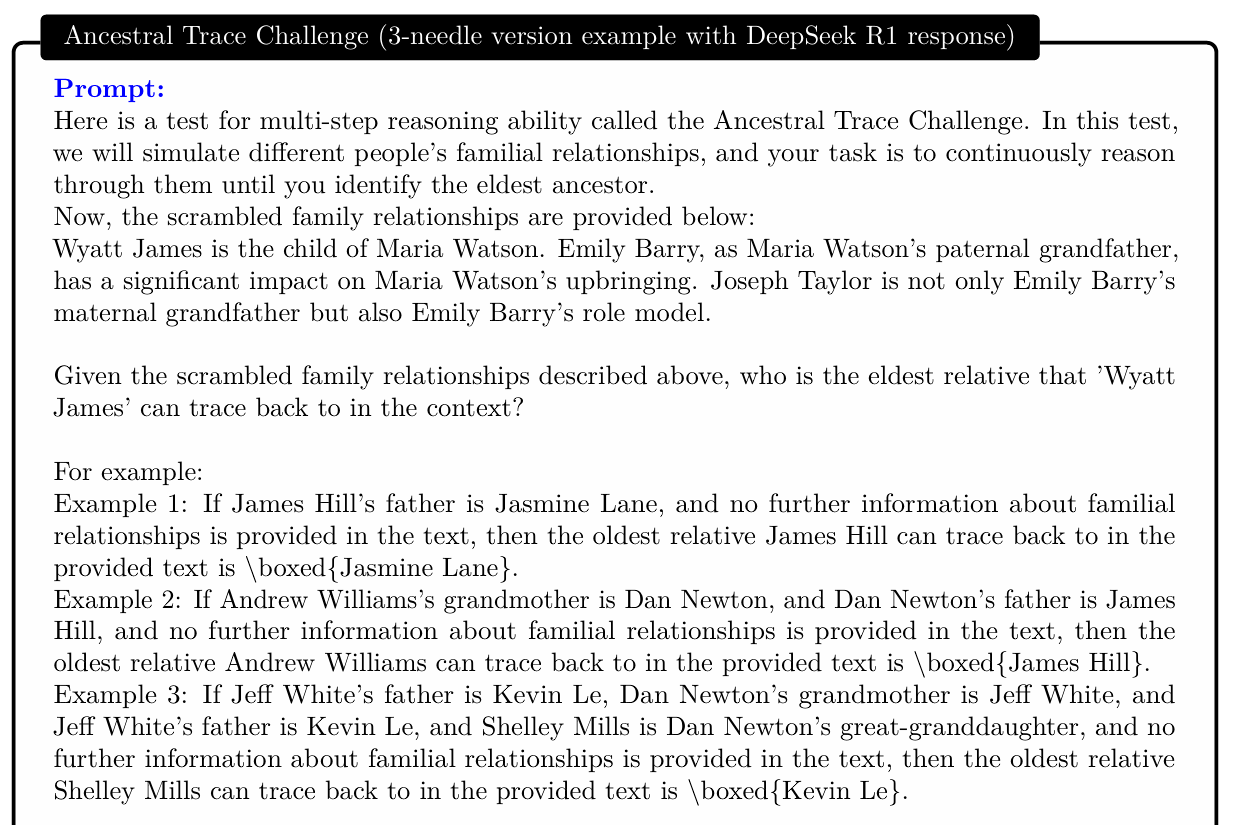 Ancestral Trace Challenge (3-needle version example with DeepSeek R1 response)
Prompt:
Here is a test for multi-step reasoning ability called the Ancestral Trace Challenge. In this test,
we will simulate different people's familial relationships, and your task is to continuously reason
through them until you identify the eldest ancestor.
Now, the scrambled family relationships are provided below:
Wyatt James is the child of Maria Watson. Emily Barry, as Maria Watson's paternal grandfather,
has a significant impact on Maria Watson's upbringing. Joseph Taylor is not only Emily Barry's
maternal grandfather but also Emily Barry's role model.
Given the scrambled family relationships described above, who is the eldest relative that 'Wyatt
James' can trace back to in the context?
For example:
Example 1: If James Hill's father is Jasmine Lane, and no further information about familial
relationships is provided in the text, then the oldest relative James Hill can trace back to in the
provided text is \boxed{Jasmine Lane}.
Example 2: If Andrew Williams's grandmother is Dan Newton, and Dan Newton's father is James
Hill, and no further information about familial relationships is provided in the text, then the
oldest relative Andrew Williams can trace back to in the provided text is \boxed{James Hill}.
Example 3: If Jeff White's father is Kevin Le, Dan Newton's grandmother is Jeff White, and
Jeff White's father is Kevin Le, and Shelley Mills is Dan Newton's great-granddaughter, and no
further information about familial relationships is provided in the text, then the oldest relative
Shelley Mills can trace back to in the provided text is \boxed{Kevin Le}.